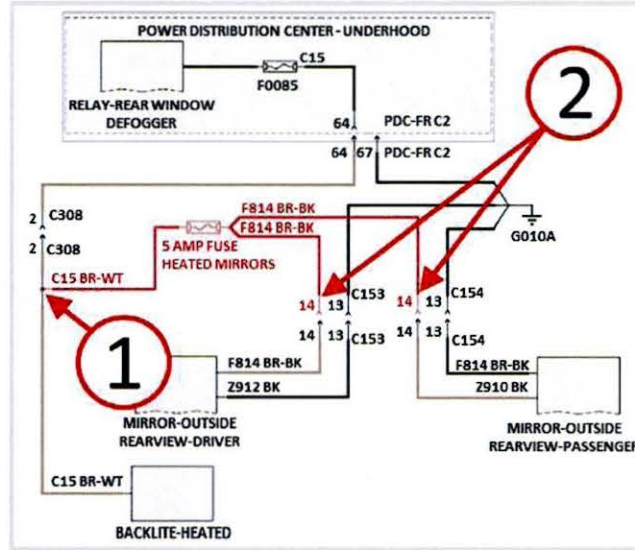 POWER DISTRIBUTION CENTER - UNDERHOOD
C15
F0085
RELAY-REAR WINDOW
DEFOGGER
64
PDC-FR C2
64
67
PDC-FR C2
2
2
C308
F814 BR-BK
F814 BR-BK
G010A
2
C308
5 AMP FUSE
HEATED MIRRORS
C15 BR-WT
C153
14
13
14
13
C154
14
13
C153
14
13
C154
1
F814 BR-BK
F814 BR-BK
Z912 BK
Z910 BK
MIRROR-OUTSIDE
REARVIEW-DRIVER
MIRROR-OUTSIDE
REARVIEW-PASSENGER
C15 BR-WT
BACKLITE-HEATED